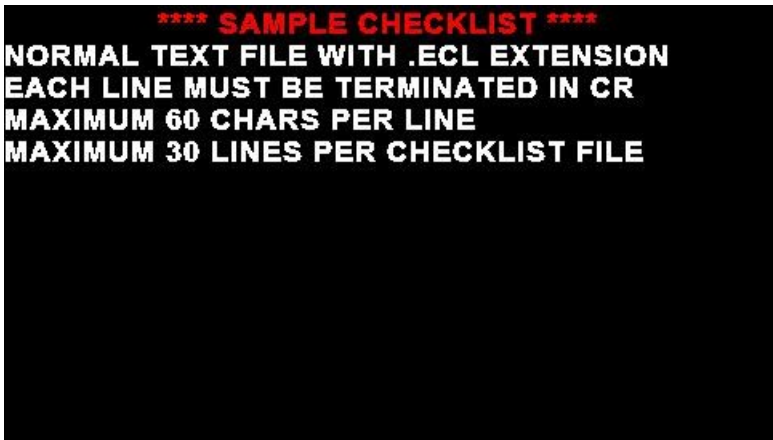 **** SAMPLE CHECKLIST ****
NORMAL TEXT FILE WITH .ECL EXTENSION
EACH LINE MUST BE TERMINATED IN CR
MAXIMUM 60 CHARS PER LINE
MAXIMUM 30 LINES PER CHECKLIST FILE